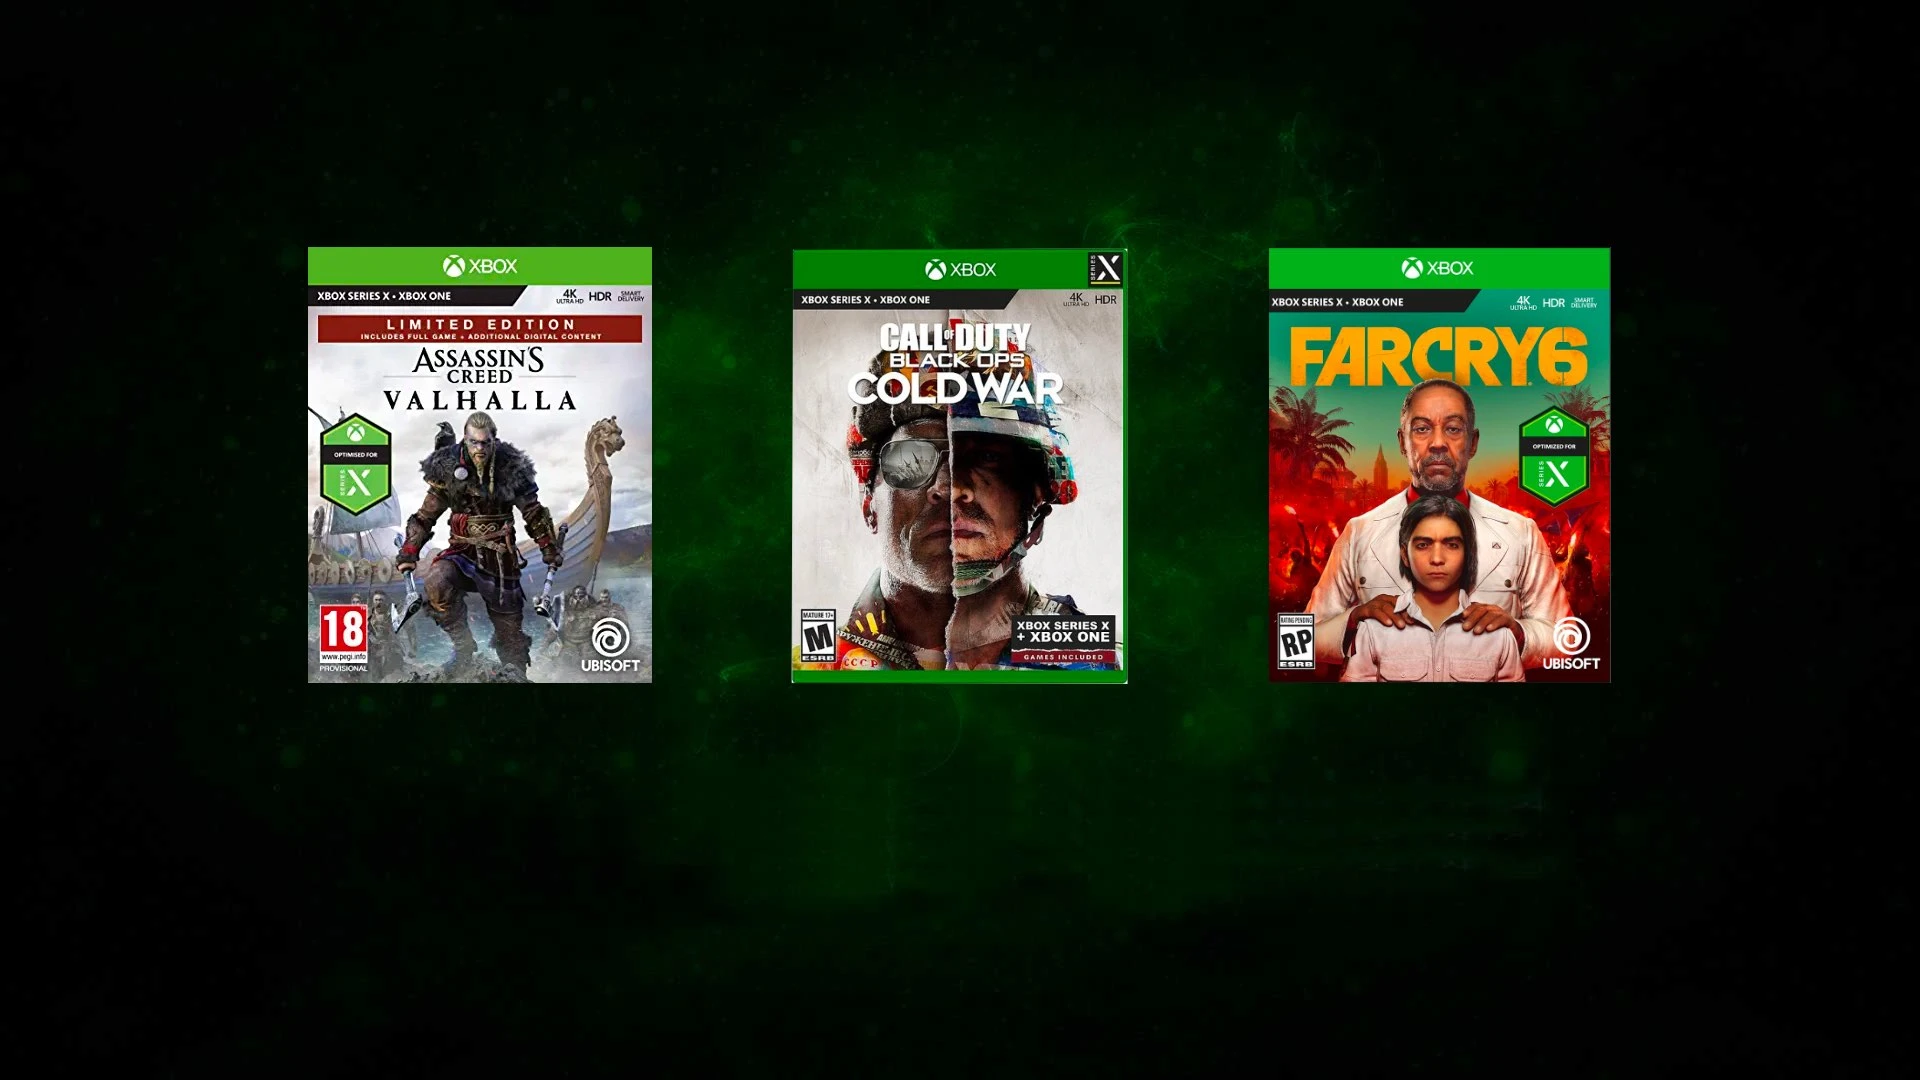 XBOX
XBOX SERIES X • XBOX ONE
4K
ULTRA HD
HDR
SMART
DELIVERY
LIMITED EDITION
INCLUDES FULL GAME + ADDITIONAL DIGITAL CONTENT
ASSASSIN'S
CREED
VALHALLA
OPTIMISED FOR
SERIES X
18
www.pegi.info
PROVISIONAL
UBISOFT
XBOX
SERIES X
XBOX SERIES X • XBOX ONE
4K
ULTRA HD
HDR
CALL OF DUTY
BLACK OPS
COLD WAR
MATURE 17+
M
ESRB
СССР
XBOX SERIES X
+ XBOX ONE
GAMES INCLUDED
XBOX
XBOX SERIES X • XBOX ONE
4K
ULTRA HD
HDR
SMART
DELIVERY
FARCRY6
OPTIMIZED FOR
SERIES X
RATING PENDING
RP
ESRB
UBISOFT